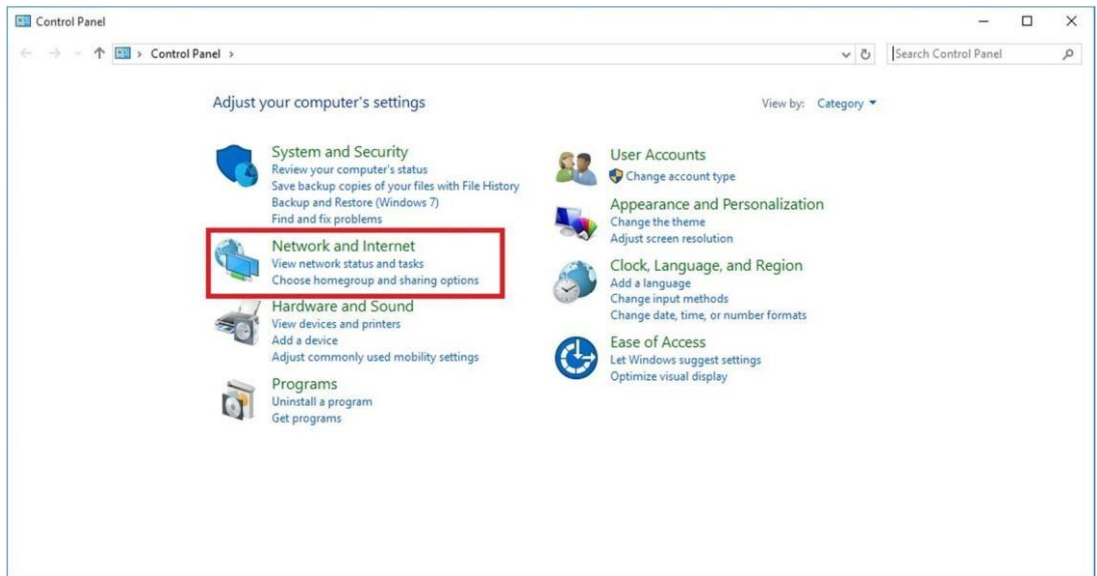 Control Panel
Control Panel
Search Control Panel
Adjust your computer's settings
View by: Category
System and Security
Review your computer's status
Save backup copies of your files with File History
Backup and Restore (Windows 7)
Find and fix problems
Network and Internet
View network status and tasks
Choose homegroup and sharing options
Hardware and Sound
View devices and printers
Add a device
Adjust commonly used mobility settings
Programs
Uninstall a program
Get programs
User Accounts
Change account type
Appearance and Personalization
Change the theme
Adjust screen resolution
Clock, Language, and Region
Add a language
Change input methods
Change date, time, or number formats
Ease of Access
Let Windows suggest settings
Optimize visual display